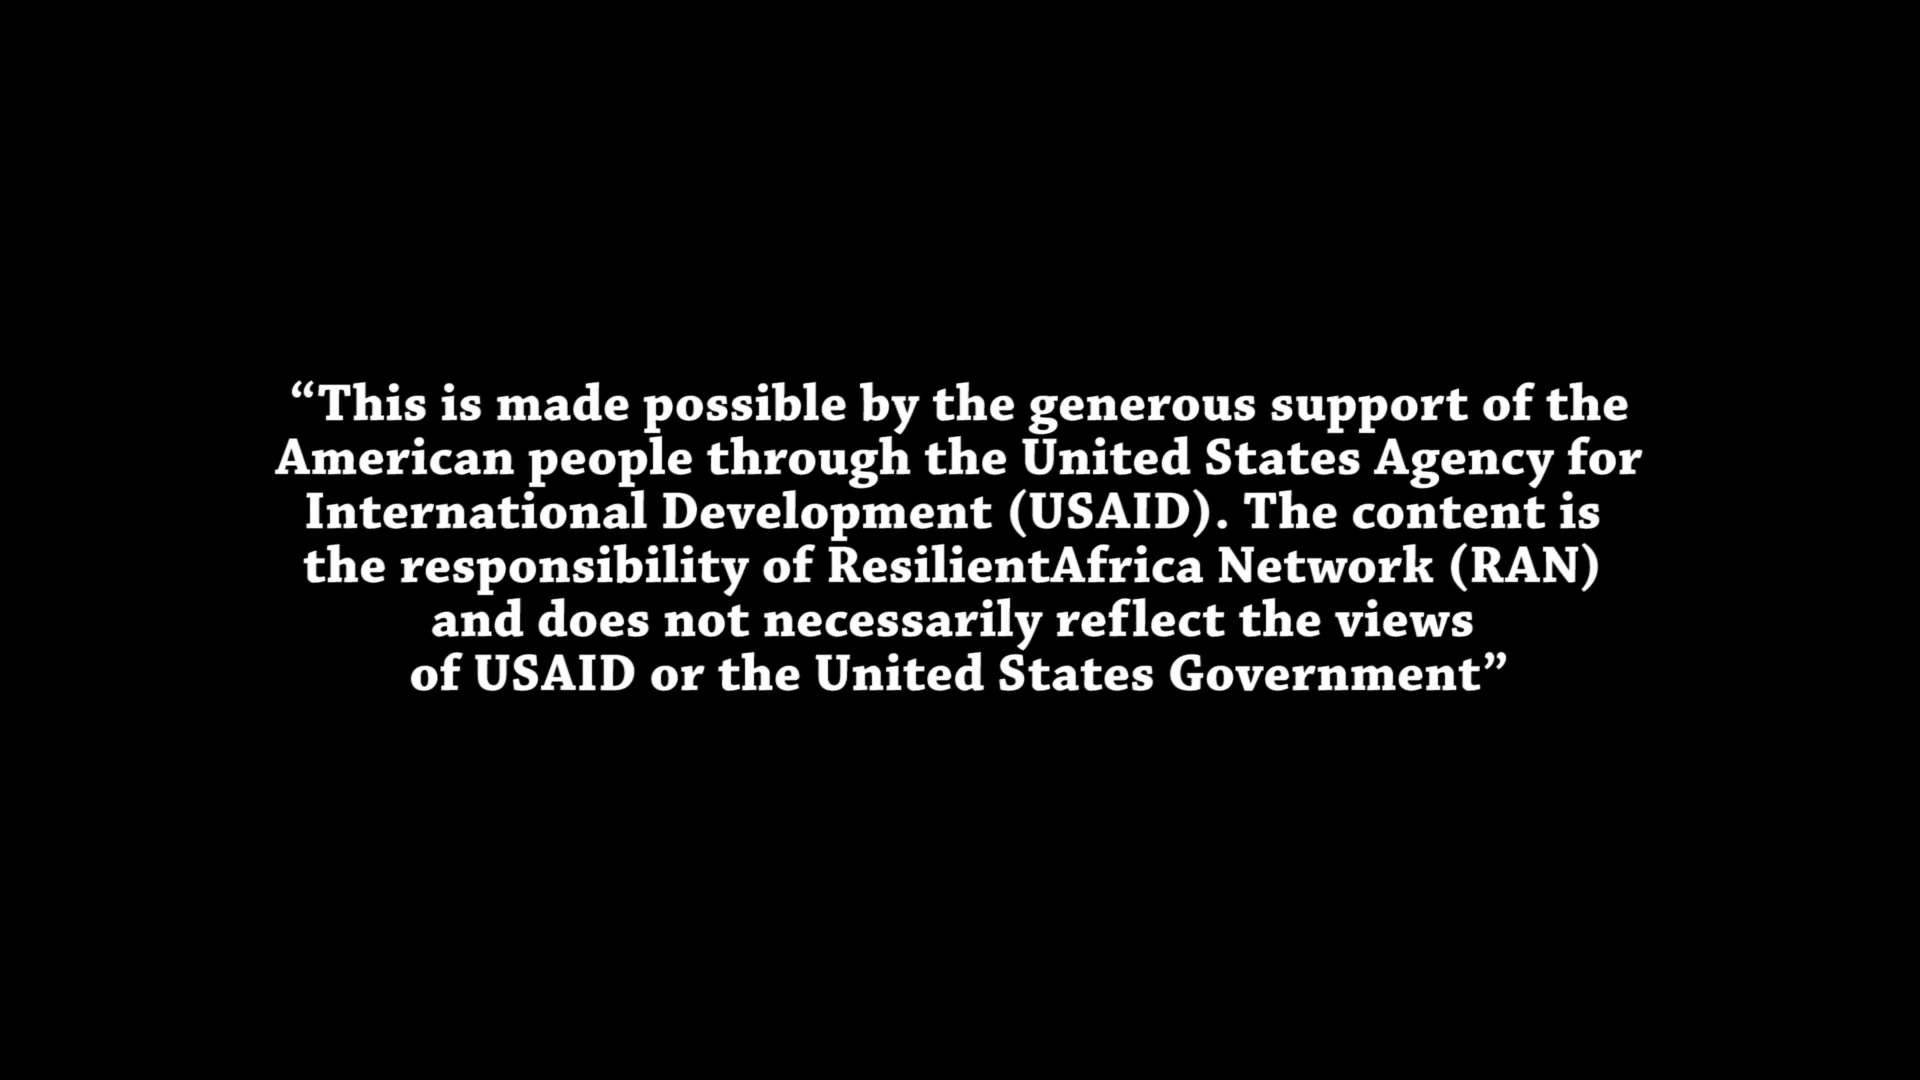 “This is made possible by the generous support of the
American people through the United States Agency for
International Development (USAID). The content is
the responsibility of ResilientAfrica Network (RAN)
and does not necessarily reflect the views
of USAID or the United States Government”